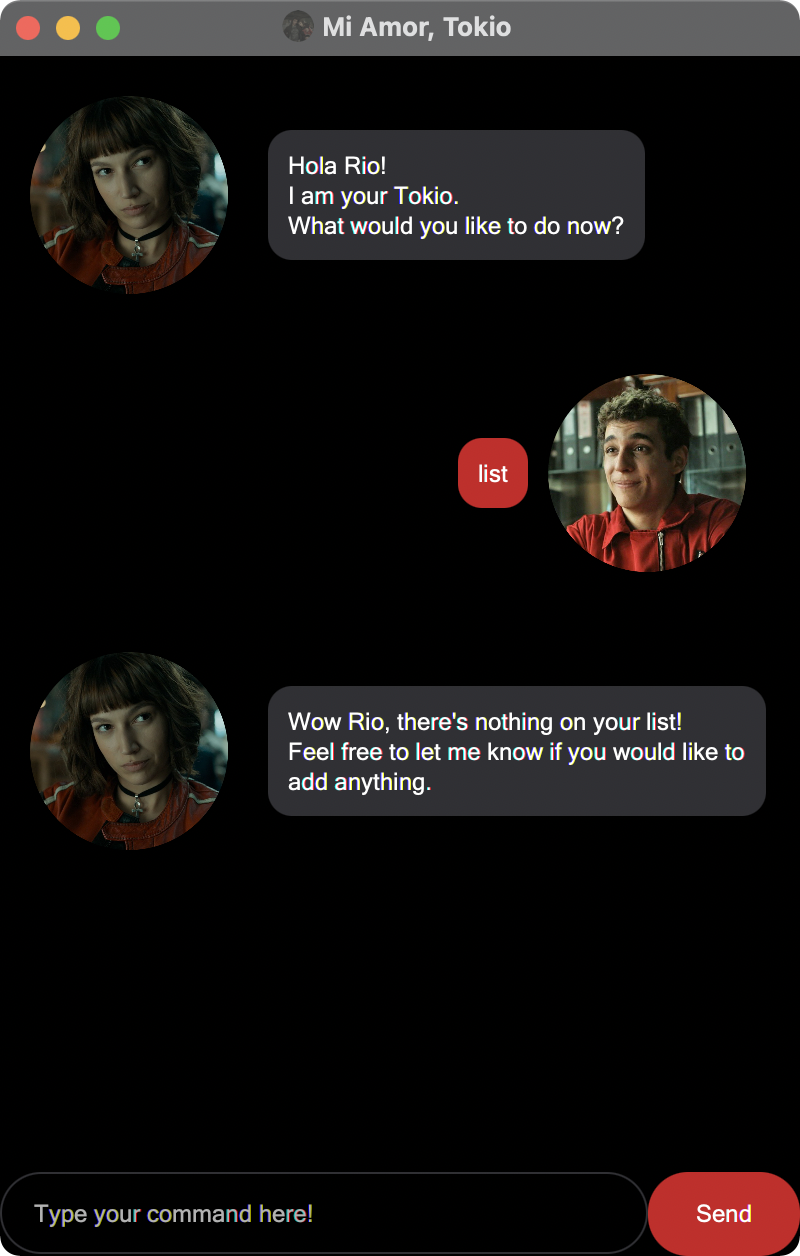 Mi Amor, Tokio
Hola Rio!
I am your Tokio.
What would you like to do now?
list
Wow Rio, there's nothing on your list!
Feel free to let me know if you would like to
add anything.
Type your command here!
Send